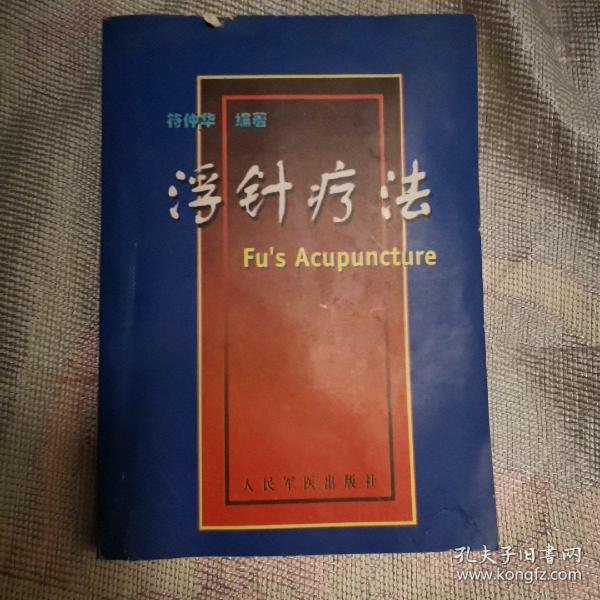 符仲华 编著
浮针疗法
Fu's Acupuncture
人民军医出版社
孔夫子旧书网
www.kongfz.com